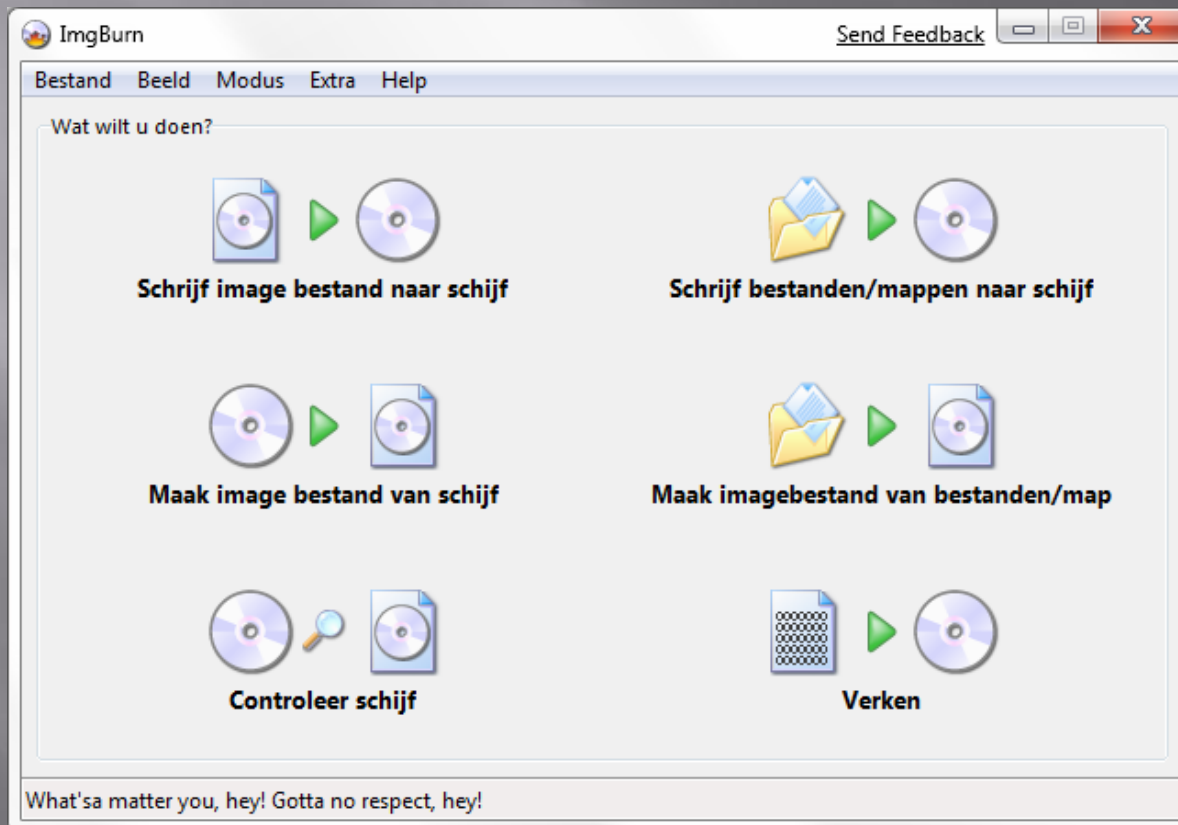 ImgBurn Send Feedback
Bestand Beeld Modus Extra Help
Wat wilt u doen?
Schrijf image bestand naar schijf Schrijf bestanden/mappen naar schijf
Maak image bestand van schijf Maak imagebestand van bestanden/map
Controleer schijf Verken
What'sa matter you, hey! Gotta no respect, hey!